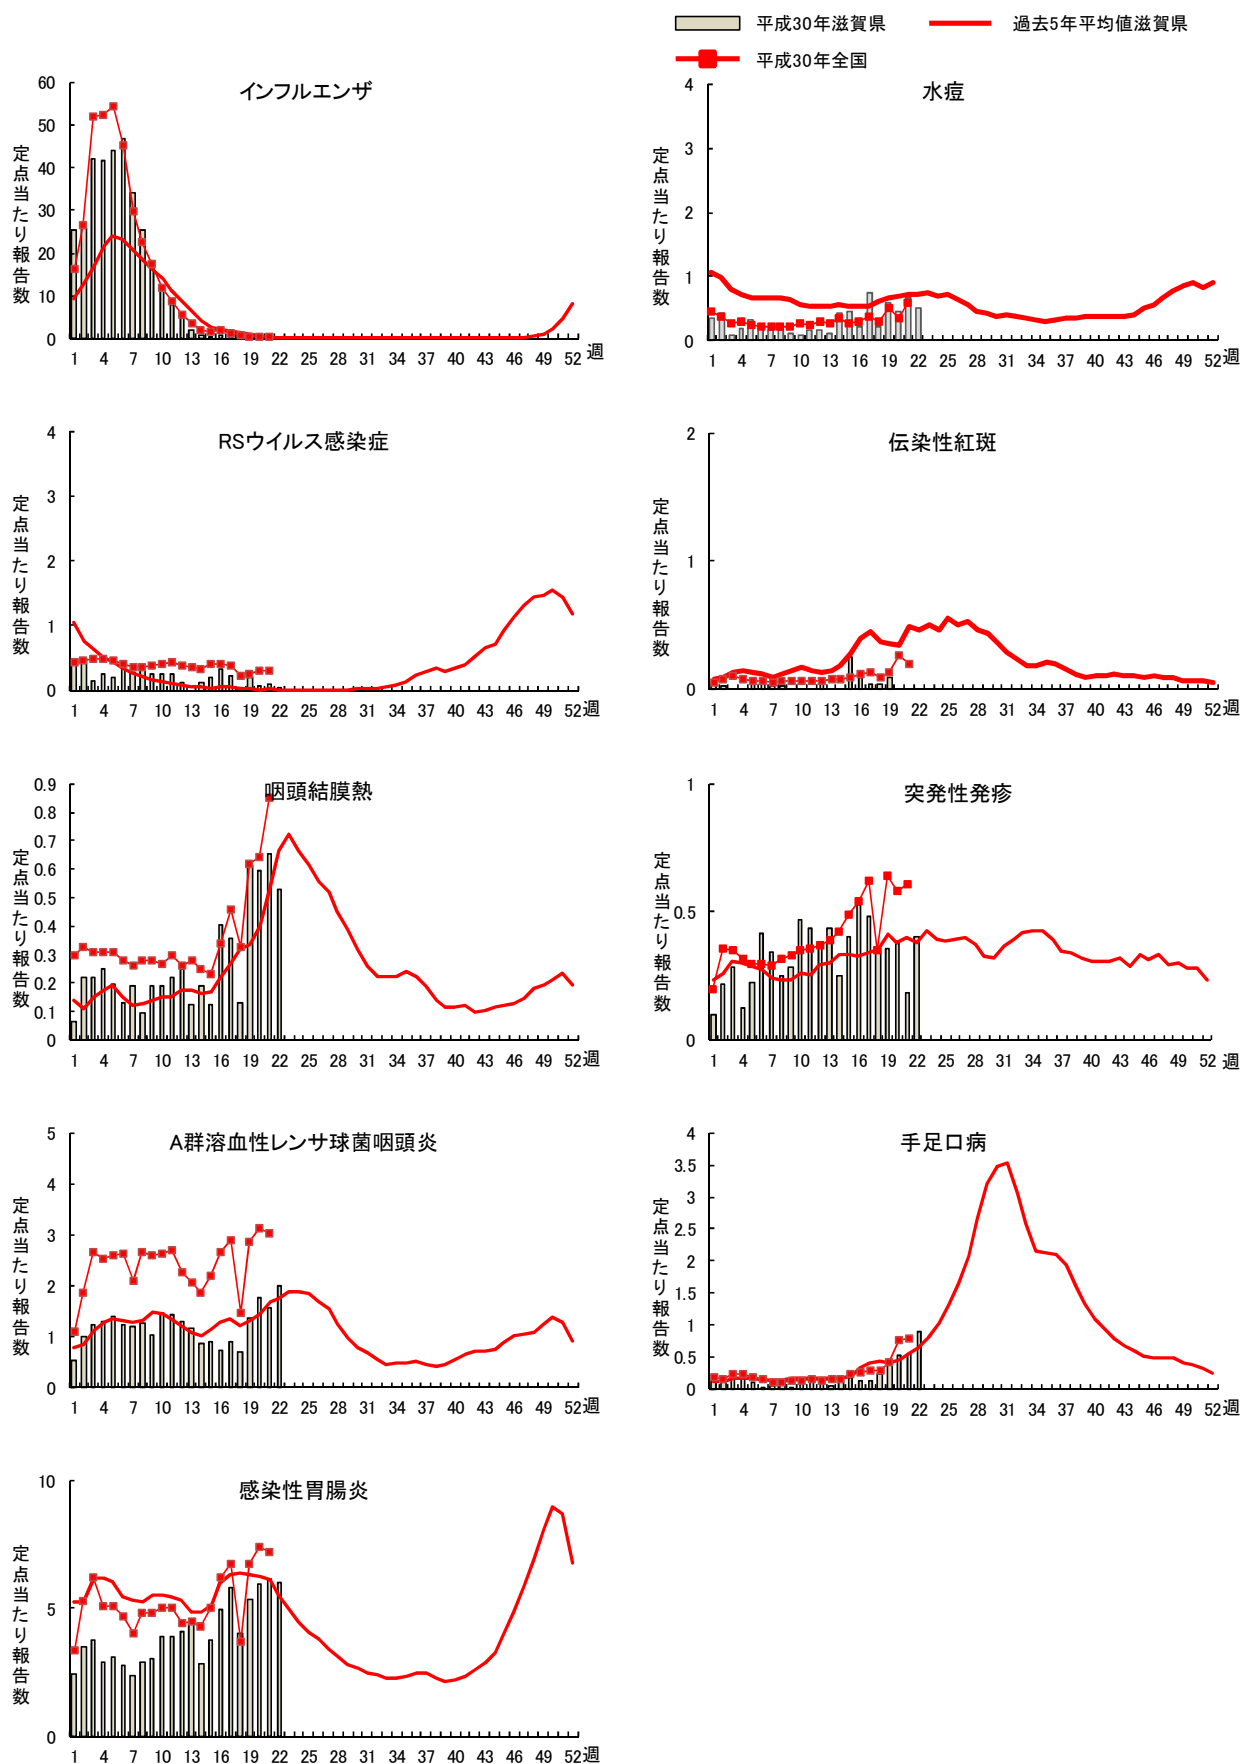 平成30年滋賀県
過去5年平均値滋賀県
平成30年全国
インフルエンザ
定点当たり報告数
60
50
40
30
20
10
0
1 4 7 10 13 16 19 22 25 28 31 34 37 40 43 46 49 52 週
水痘
定点当たり報告数
4
3
2
1
0
1 4 7 10 13 16 19 22 25 28 31 34 37 40 43 46 49 52 週
RSウイルス感染症
定点当たり報告数
4
3
2
1
0
1 4 7 10 13 16 19 22 25 28 31 34 37 40 43 46 49 52 週
伝染性紅斑
定点当たり報告数
2
1
0
1 4 7 10 13 16 19 22 25 28 31 34 37 40 43 46 49 52 週
咽頭結膜熱
定点当たり報告数
0.9
0.8
0.7
0.6
0.5
0.4
0.3
0.2
0.1
0
1 4 7 10 13 16 19 22 25 28 31 34 37 40 43 46 49 52 週
突発性発疹
定点当たり報告数
1
0.5
0
1 4 7 10 13 16 19 22 25 28 31 34 37 40 43 46 49 52 週
A群溶血性レンサ球菌咽頭炎
定点当たり報告数
5
4
3
2
1
0
1 4 7 10 13 16 19 22 25 28 31 34 37 40 43 46 49 52 週
手足口病
定点当たり報告数
4
3.5
3
2.5
2
1.5
1
0.5
0
1 4 7 10 13 16 19 22 25 28 31 34 37 40 43 46 49 52 週
感染性胃腸炎
定点当たり報告数
10
5
0
1 4 7 10 13 16 19 22 25 28 31 34 37 40 43 46 49 52 週